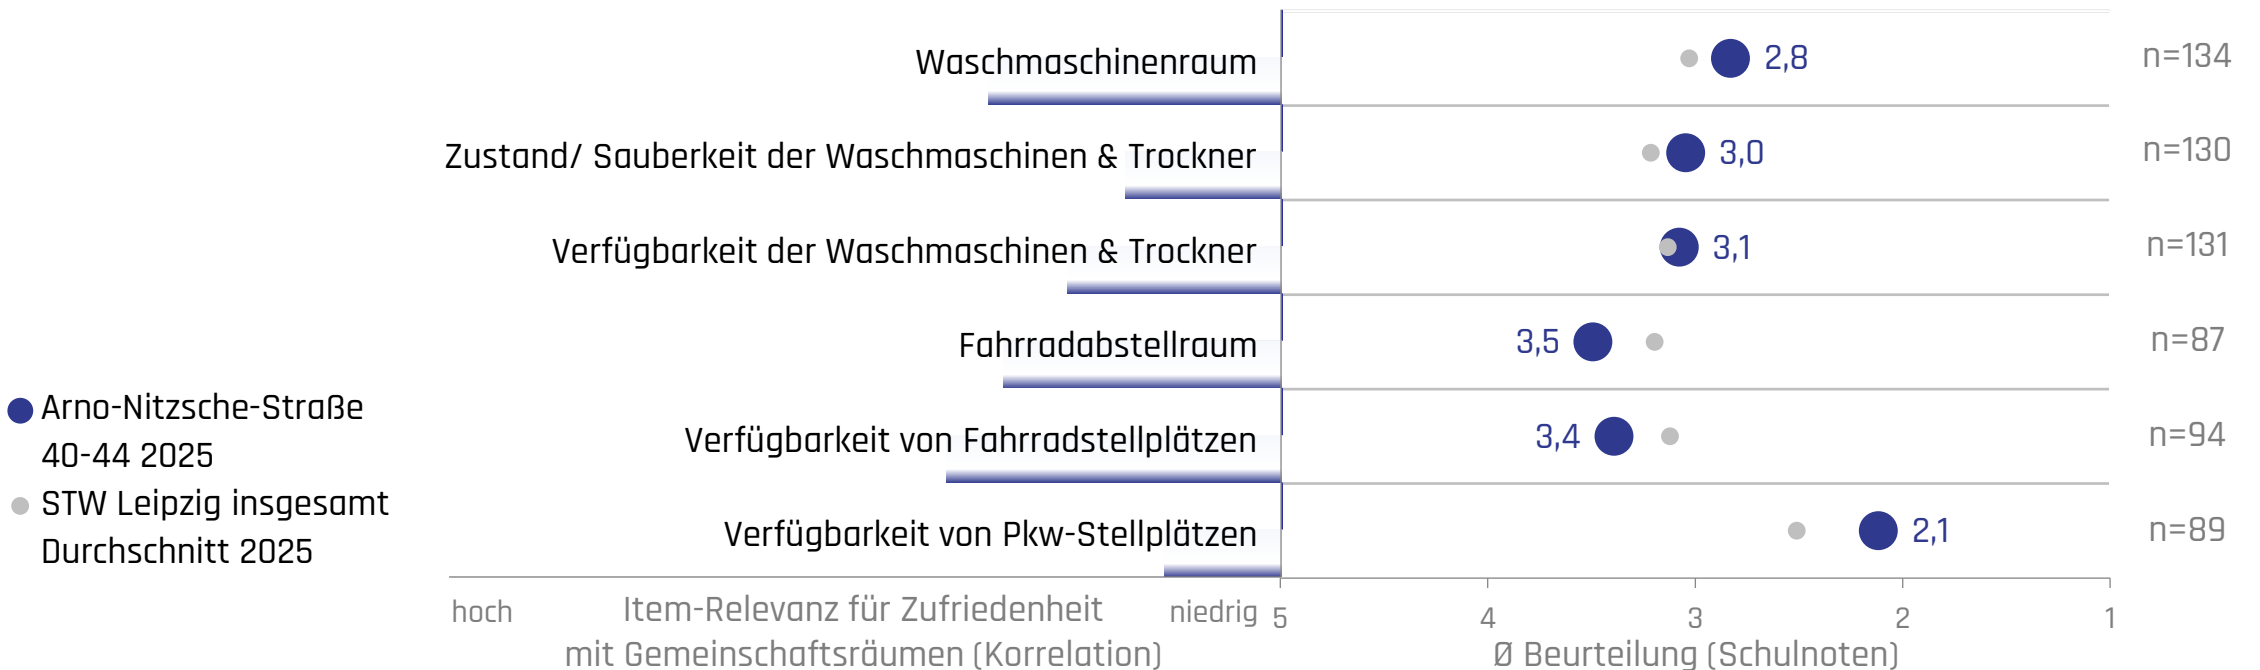 Waschmaschinenraum 2,8 n=134
Zustand/ Sauberkeit der Waschmaschinen & Trockner 3,0 n=130
Verfügbarkeit der Waschmaschinen & Trockner 3,1 n=131
Fahrradabstellraum 3,5 n=87
Verfügbarkeit von Fahrradstellplätzen 3,4 n=94
Verfügbarkeit von Pkw-Stellplätzen 2,1 n=89
Arno-Nitzsche-Straße
40-44 2025
STW Leipzig insgesamt
Durchschnitt 2025
hoch Item-Relevanz für Zufriedenheit niedrig
mit Gemeinschaftsräumen (Korrelation)
5 4 3 2 1
Ø Beurteilung (Schulnoten)